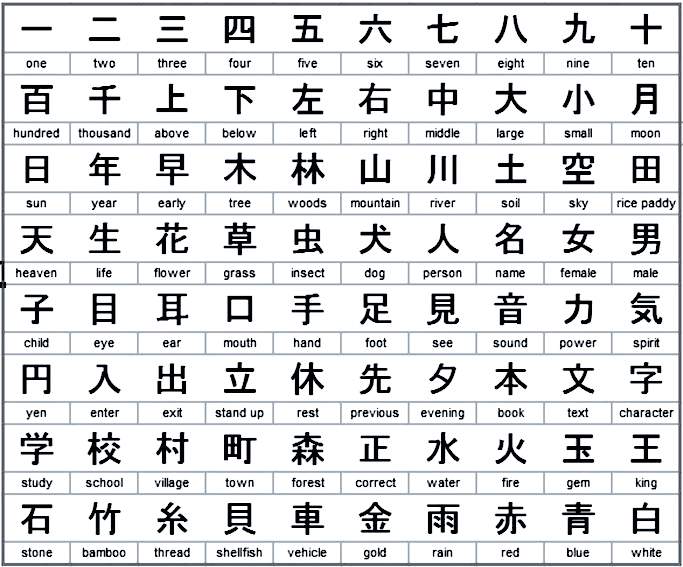 一 二 三 四 五 六 七 八 九 十
one two three four five six seven eight nine ten
百 千 上 下 左 右 中 大 小 月
hundred thousand above below left right middle large small moon
日 年 早 木 林 山 川 土 空 田
sun year early tree woods mountain river soil sky rice paddy
天 生 花 草 虫 犬 人 名 女 男
heaven life flower grass insect dog person name female male
子 目 耳 口 手 足 見 音 力 気
child eye ear mouth hand foot see sound power spirit
円 入 出 立 休 先 夕 本 文 字
yen enter exit stand up rest previous evening book text character
学 校 村 町 森 正 水 火 玉 王
study school village town forest correct water fire gem king
石 竹 糸 貝 車 金 雨 赤 青 白
stone bamboo thread shellfish vehicle gold rain red blue white